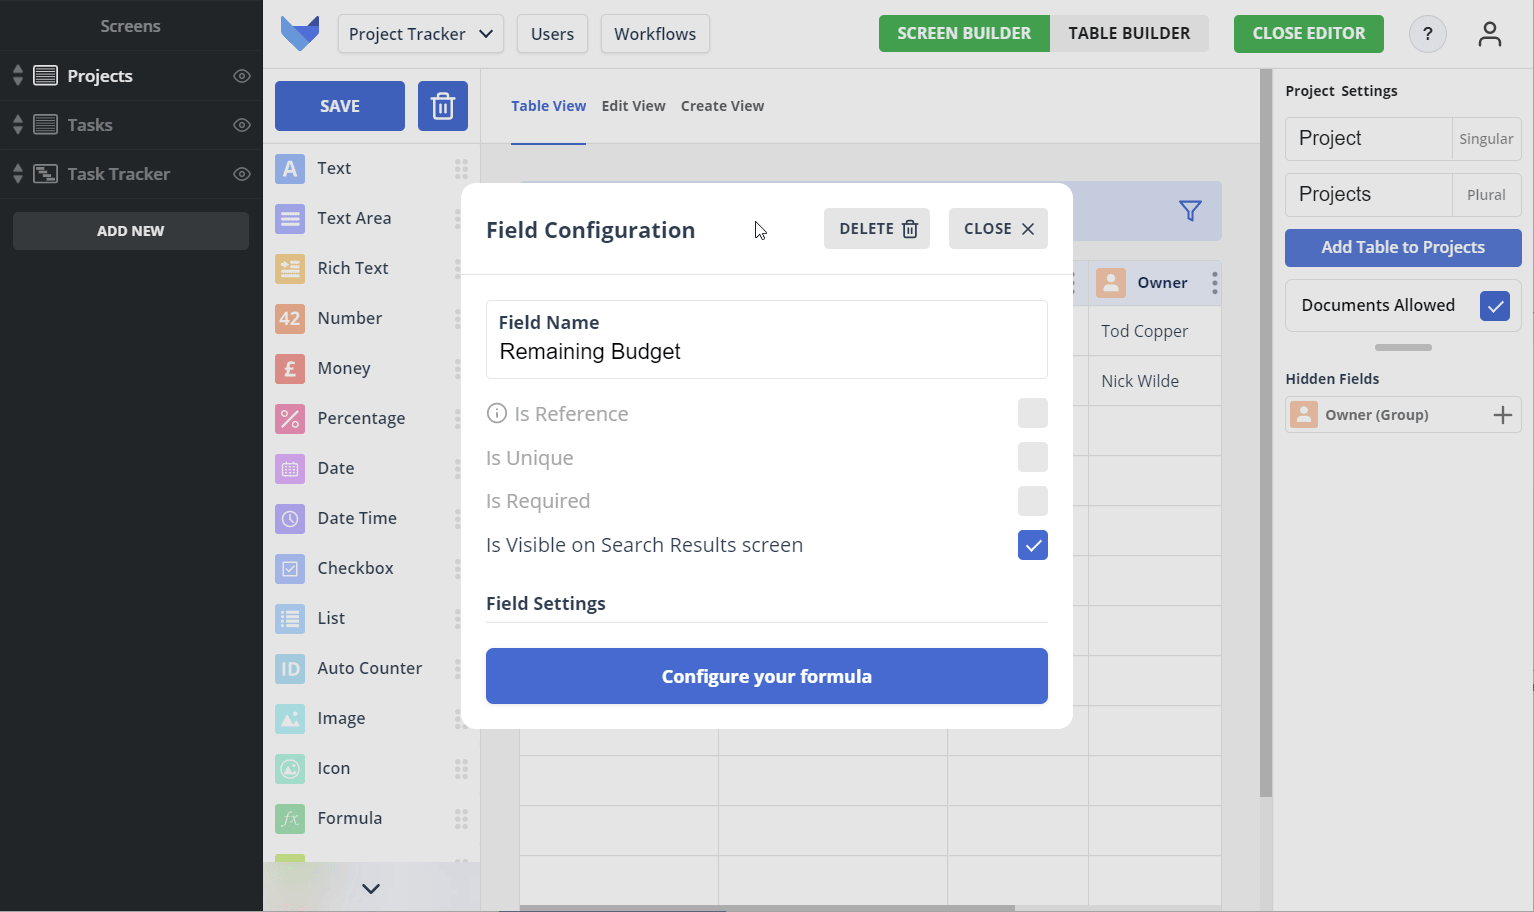 Screens
Projects
Tasks
Task Tracker
ADD NEW
Project Tracker
Users
Workflows
SCREEN BUILDER
TABLE BUILDER
CLOSE EDITOR
?
SAVE
Table View
Edit View
Create View
A Text
Text Area
Rich Text
42 Number
£ Money
% Percentage
Date
Date Time
Checkbox
List
ID Auto Counter
Image
Icon
fx Formula
Field Configuration
DELETE
CLOSE
Field Name
Remaining Budget
Is Reference
Is Unique
Is Required
Is Visible on Search Results screen
Field Settings
Configure your formula
Owner
Tod Copper
Nick Wilde
Project Settings
Project Singular
Projects Plural
Add Table to Projects
Documents Allowed
Hidden Fields
Owner (Group)